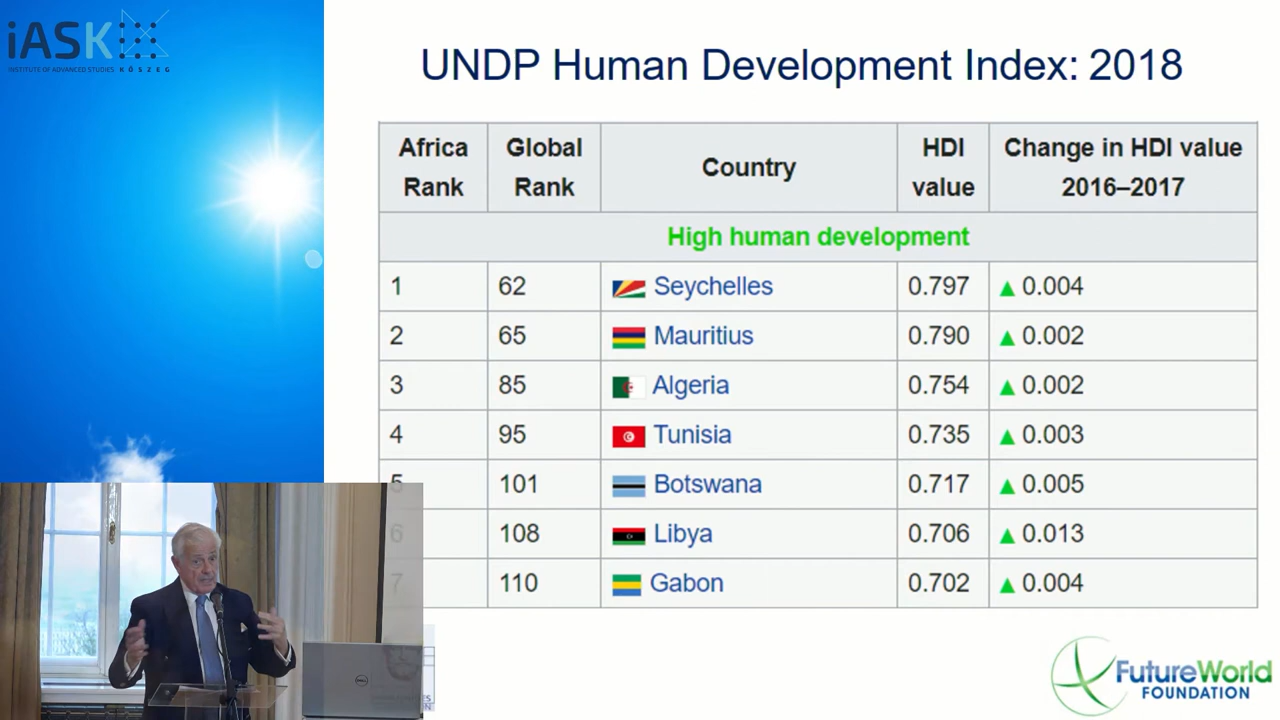 iASK
INSTITUTE OF ADVANCED STUDIES KŐSZEG
UNDP Human Development Index: 2018
Africa Rank Global Rank Country HDI value Change in HDI value 2016–2017
High human development
1 62 Seychelles 0.797 ▲ 0.004
2 65 Mauritius 0.790 ▲ 0.002
3 85 Algeria 0.754 ▲ 0.002
4 95 Tunisia 0.735 ▲ 0.003
5 101 Botswana 0.717 ▲ 0.005
6 108 Libya 0.706 ▲ 0.013
7 110 Gabon 0.702 ▲ 0.004
DELL
FutureWorld
FOUNDATION